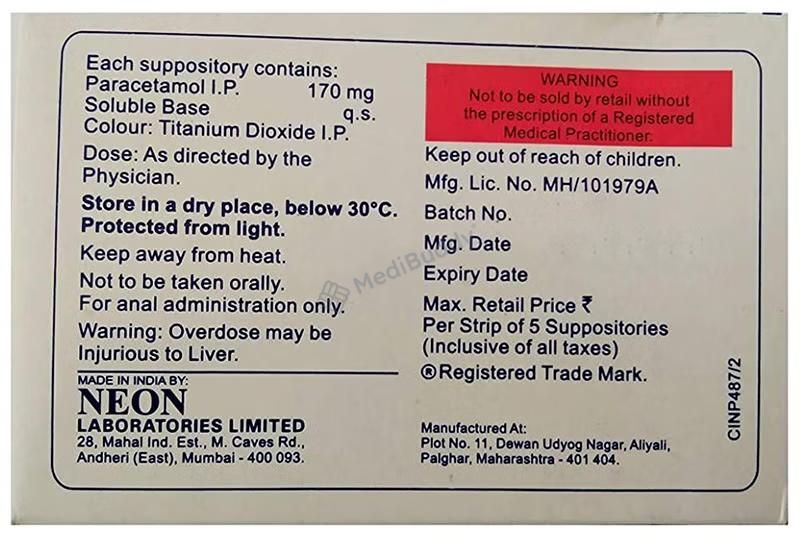 Each suppository contains:
Paracetamol I.P. 170 mg
Soluble Base q.s.
Colour: Titanium Dioxide I.P.
Dose: As directed by the
Physician.
Store in a dry place, below 30°C.
Protected from light.
Keep away from heat.
Not to be taken orally.
For anal administration only.
Warning: Overdose may be
Injurious to Liver.
MADE IN INDIA BY:
NEON
LABORATORIES LIMITED
28, Mahal Ind. Est., M. Caves Rd.,
Andheri (East), Mumbai - 400 093.
WARNING
Not to be sold by retail without
the prescription of a Registered
Medical Practitioner.
Keep out of reach of children.
Mfg. Lic. No. MH/101979A
Batch No.
Mfg. Date
Expiry Date
Max. Retail Price ₹
Per Strip of 5 Suppositories
(Inclusive of all taxes)
® Registered Trade Mark.
Manufactured At:
Plot No. 11, Dewan Udyog Nagar, Aliyali,
Palghar, Maharashtra - 401 404.
CINP487/2
MediBuddy